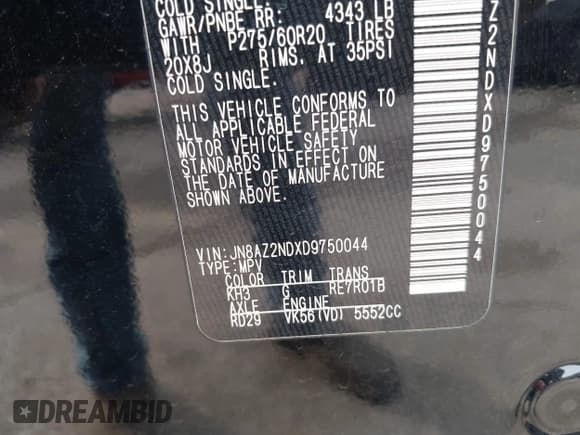 COLD SINGLE.
GAWR/PNBE RR: 4343 LB
WITH P275/60R20 TIRES
20X8J RIMS. AT 35PSI
COLD SINGLE.
THIS VEHICLE CONFORMS TO
ALL APPLICABLE FEDERAL
MOTOR VEHICLE SAFETY
STANDARDS IN EFFECT ON
THE DATE OF MANUFACTURE
SHOWN ABOVE.
VIN:JN8AZ2NDXD9750044
TYPE:MPV
COLOR TRIM TRANS
KH3 G RE7R01B
AXLE ENGINE
RD29 VK56(VD) 5552CC
Z2NDXD9750044
DREAMBID